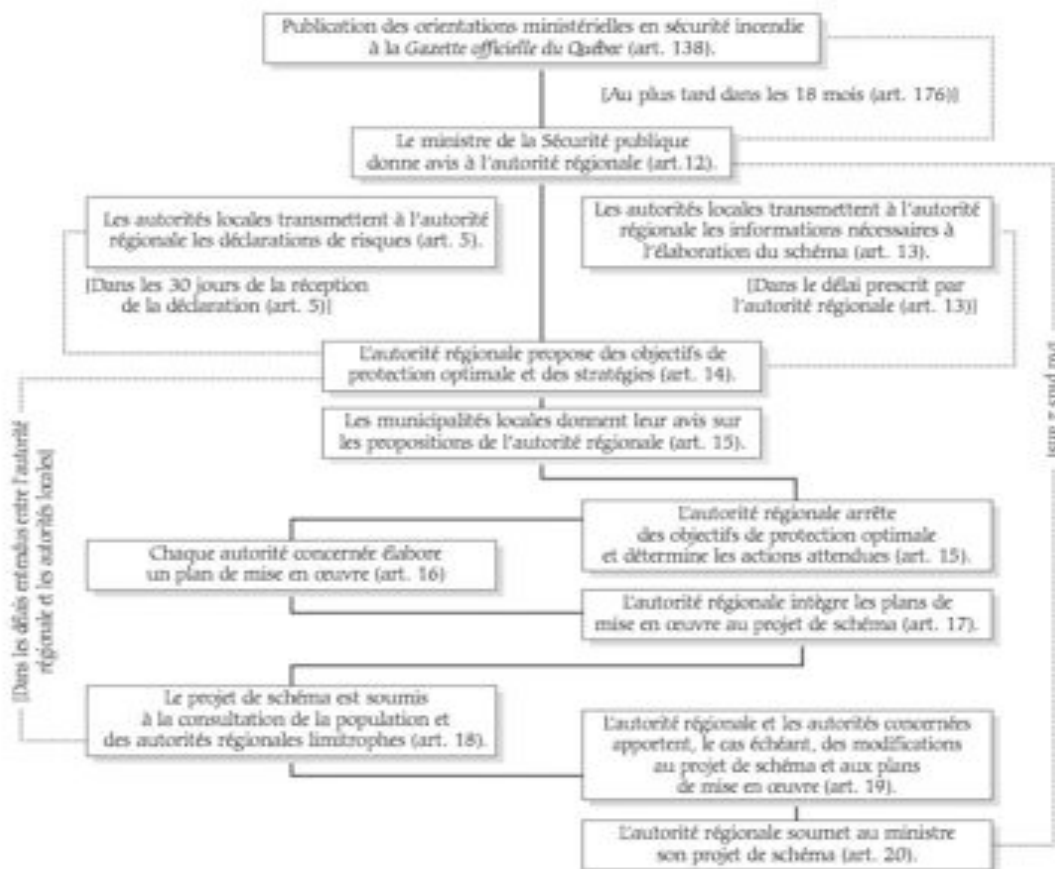 Publication des orientations ministérielles en sécurité incendie
à la Gazette officielle du Québec (art. 138).
[Au plus tard dans les 18 mois (art. 176)]
Le ministre de la Sécurité publique
donne avis à l'autorité régionale (art.12).
Les autorités locales transmettent à l'autorité
régionale les déclarations de risques (art. 5).
[Dans les 30 jours de la réception
de la déclaration (art. 5)]
Les autorités locales transmettent à l'autorité
régionale les informations nécessaires à
l'élaboration du schéma (art. 13).
[Dans le délai prescrit par
l'autorité régionale (art. 13)]
L'autorité régionale propose des objectifs de
protection optimale et des stratégies (art. 14).
Les municipalités locales donnent leur avis sur
les propositions de l'autorité régionale (art. 15).
[Dans les délais entendus entre l'autorité
régionale et les autorités locales]
L'autorité régionale arrête
des objectifs de protection optimale
et détermine les actions attendues (art. 15).
Chaque autorité concernée élabore
un plan de mise en œuvre (art. 16)
L'autorité régionale intègre les plans de
mise en œuvre au projet de schéma (art. 17).
Le projet de schéma est soumis
à la consultation de la population et
des autorités régionales limitrophes (art. 18).
L'autorité régionale et les autorités concernées
apportent, le cas échéant, des modifications
au projet de schéma et aux plans
de mise en œuvre (art. 19).
L'autorité régionale soumet au ministre
son projet de schéma (art. 20).